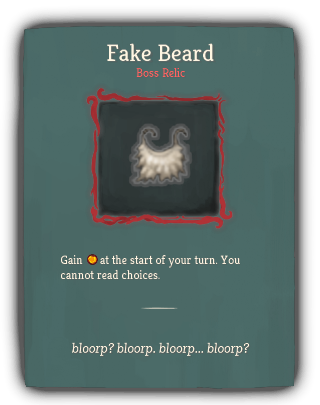 Fake Beard
Boss Relic
Gain at the start of your turn. You
cannot read choices.
bloorp? bloorp. bloorp... bloorp?